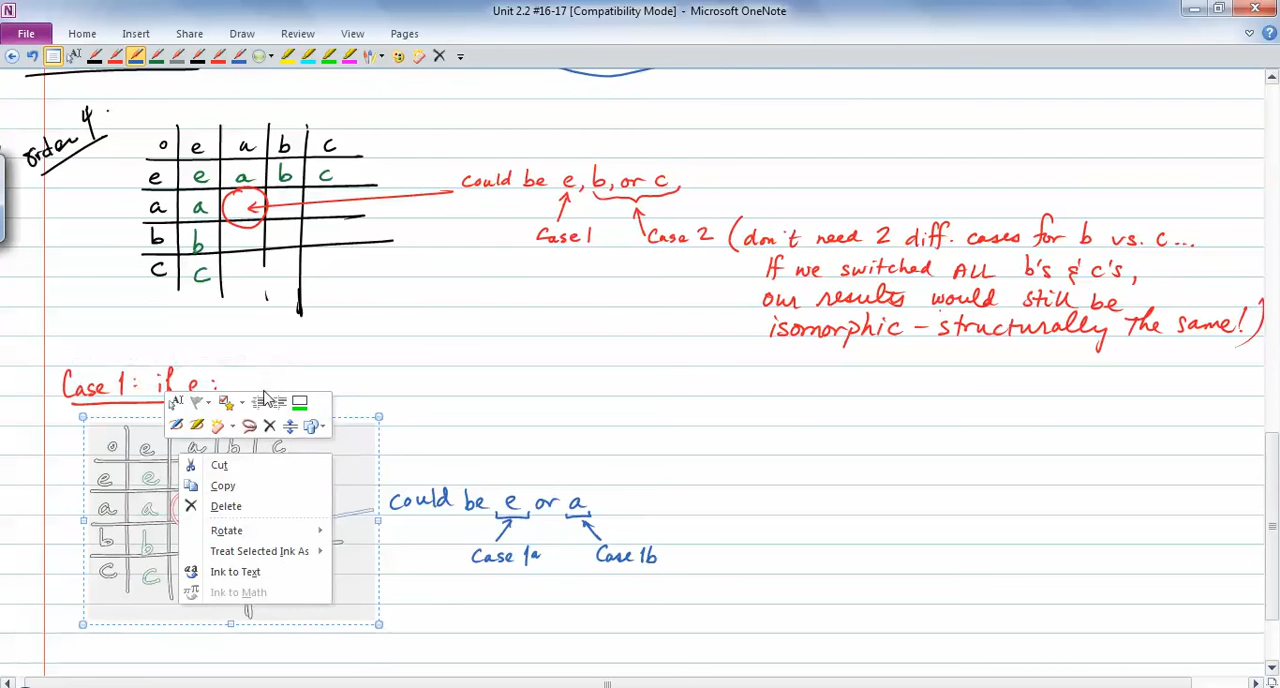 Unit 2.2 #16-17 [Compatibility Mode] - Microsoft OneNote
File Home Insert Share Draw Review View Pages
order 4.
o e a b c
e e a b c
a a
b b
c c
could be e, b, or c,
Case 1
Case 2 (don't need 2 diff. cases for b vs. c...
If we switched ALL b's & c's,
our results would still be
isomorphic - structurally the same!)
Case 1: if e:
o e a b c
e e
a a
b b
c c
Cut
Copy
Delete
Rotate
Treat Selected Ink As
Ink to Text
Ink to Math
could be e or a,
Case 1a
Case 1b